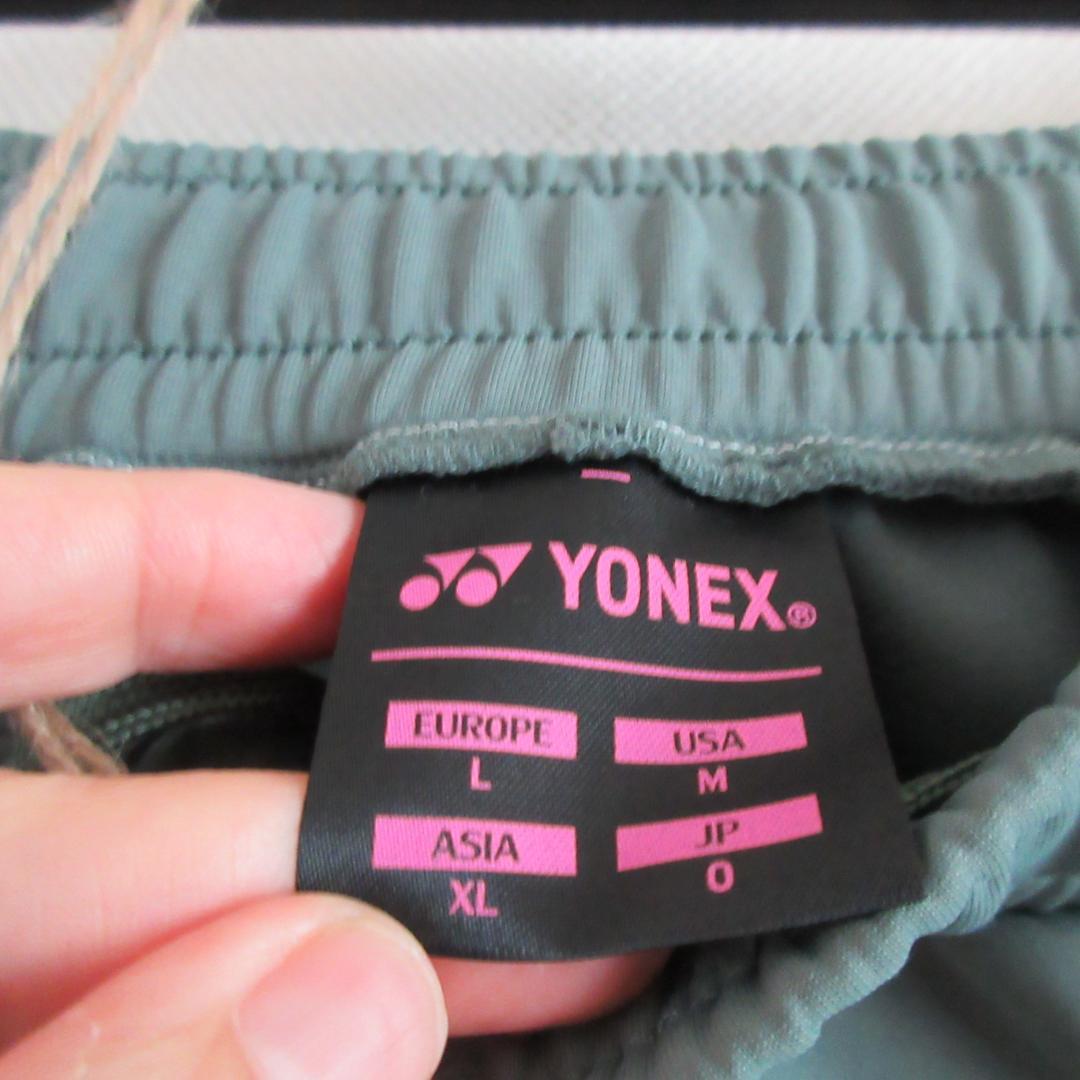 YONEX®
EUROPE USA
L M
ASIA JP
XL O